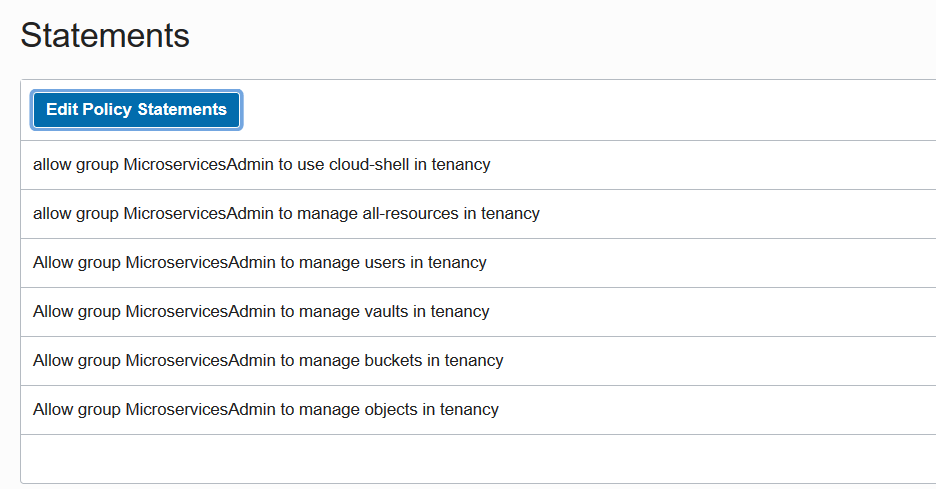 Statements
Edit Policy Statements
allow group MicroservicesAdmin to use cloud-shell in tenancy
allow group MicroservicesAdmin to manage all-resources in tenancy
Allow group MicroservicesAdmin to manage users in tenancy
Allow group MicroservicesAdmin to manage vaults in tenancy
Allow group MicroservicesAdmin to manage buckets in tenancy
Allow group MicroservicesAdmin to manage objects in tenancy